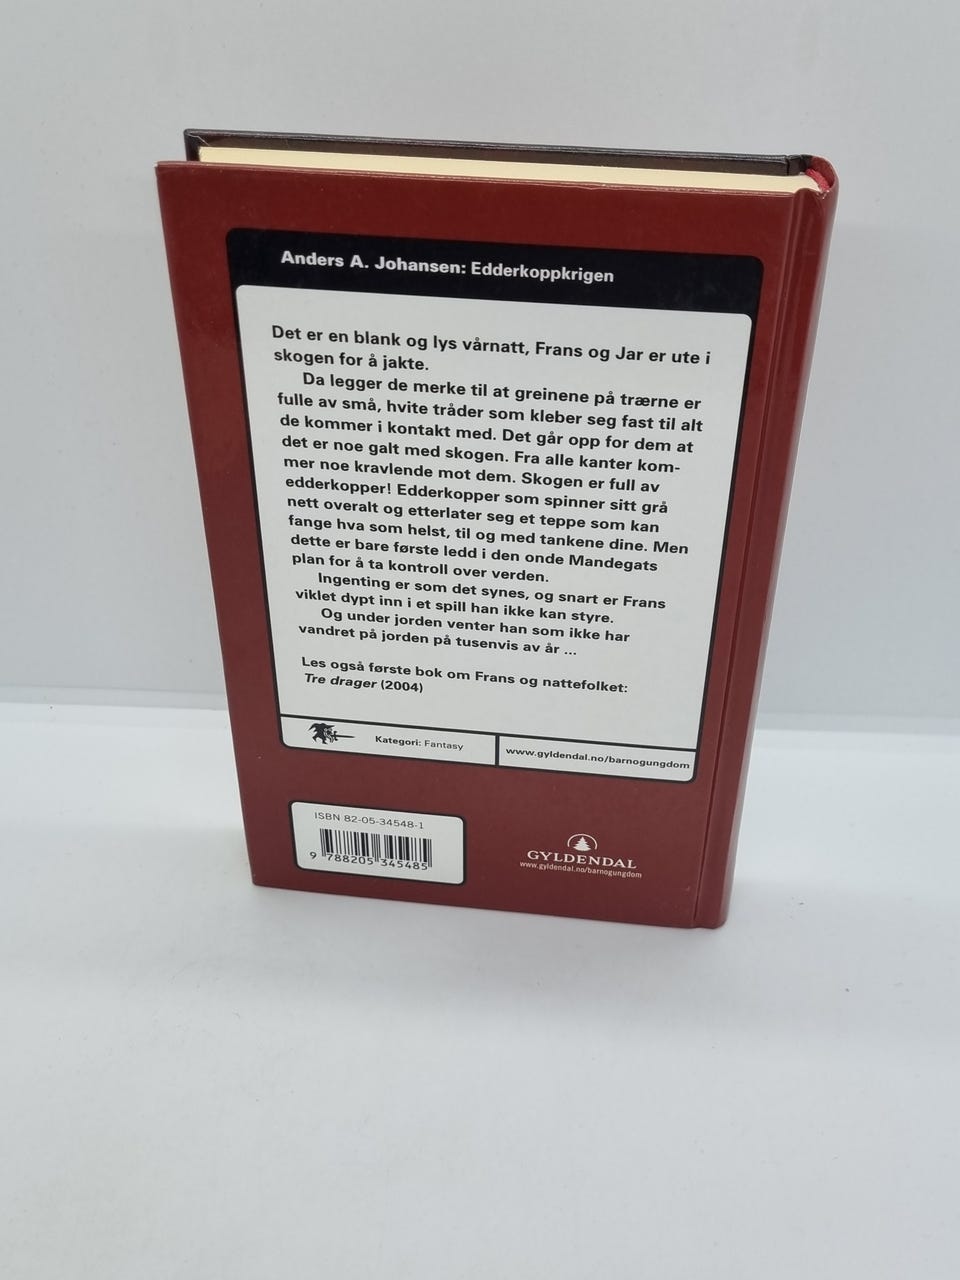 Anders A. Johansen: Edderkoppkrigen
Det er en blank og lys vårnatt, Frans og Jar er ute i
skogen for å jakte.
Da legger de merke til at greinene på trærne er
fulle av små, hvite tråder som kleber seg fast til alt
de kommer i kontakt med. Det går opp for dem at
det er noe galt med skogen. Fra alle kanter kom-
mer noe kravlende mot dem. Skogen er full av
edderkopper! Edderkopper som spinner sitt grå
nett overalt og etterlater seg et teppe som kan
fange hva som helst, til og med tankene dine. Men
dette er bare første ledd i den onde Mandegats
plan for å ta kontroll over verden.
Ingenting er som det synes, og snart er Frans
viklet dypt inn i et spill han ikke kan styre.
Og under jorden venter han som ikke har
vandret på jorden på tusenvis av år ...
Les også første bok om Frans og nattefolket:
Tre drager (2004)
Kategori: Fantasy
www.gyldendal.no/barnogungdom
ISBN 82-05-34548-1
9 788205 345485
GYLDENDAL
www.gyldendal.no/barnogungdom